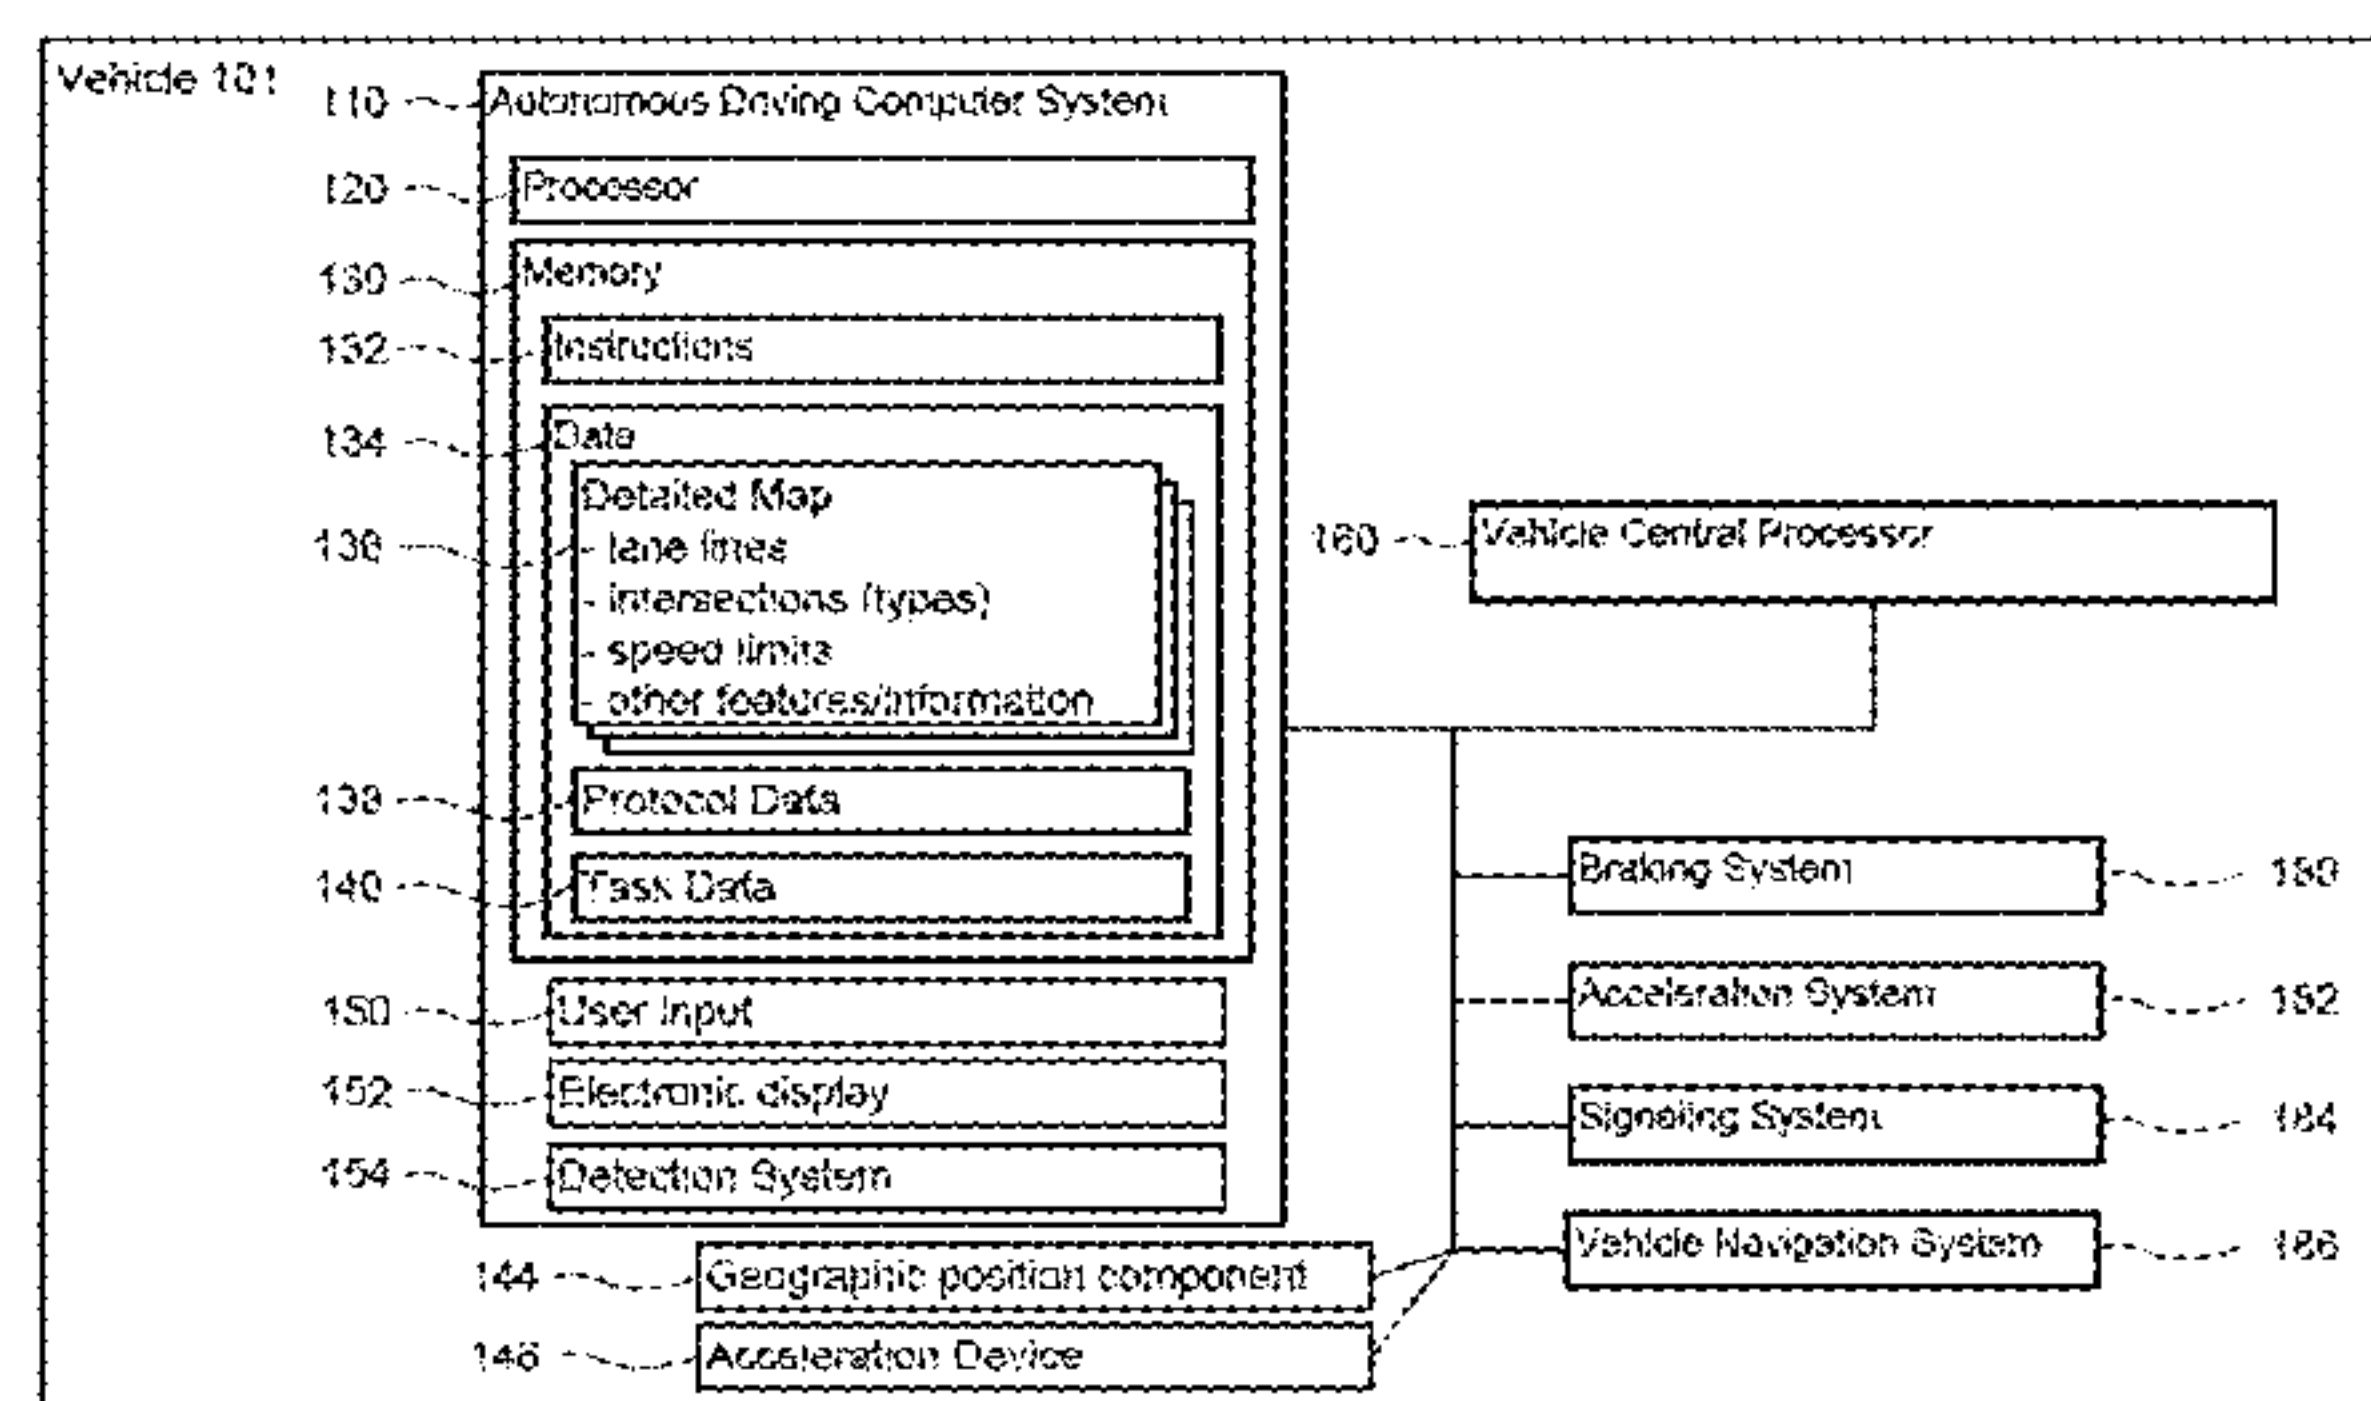 Vehicle 101
110 Autonomous Driving Computer System
120 Processor
130 Memory
132 Instructions
134 Data
Detailed Map
136 - lane lines
- intersections (types)
- speed limits
- other features/information
138 Protocol Data
140 Task Data
150 User Input
152 Electronic display
154 Detection System
144 Geographic position component
146 Acceleration Device
160 Vehicle Central Processor
Braking System 180
Acceleration System 182
Signaling System 184
Vehicle Navigation System 186